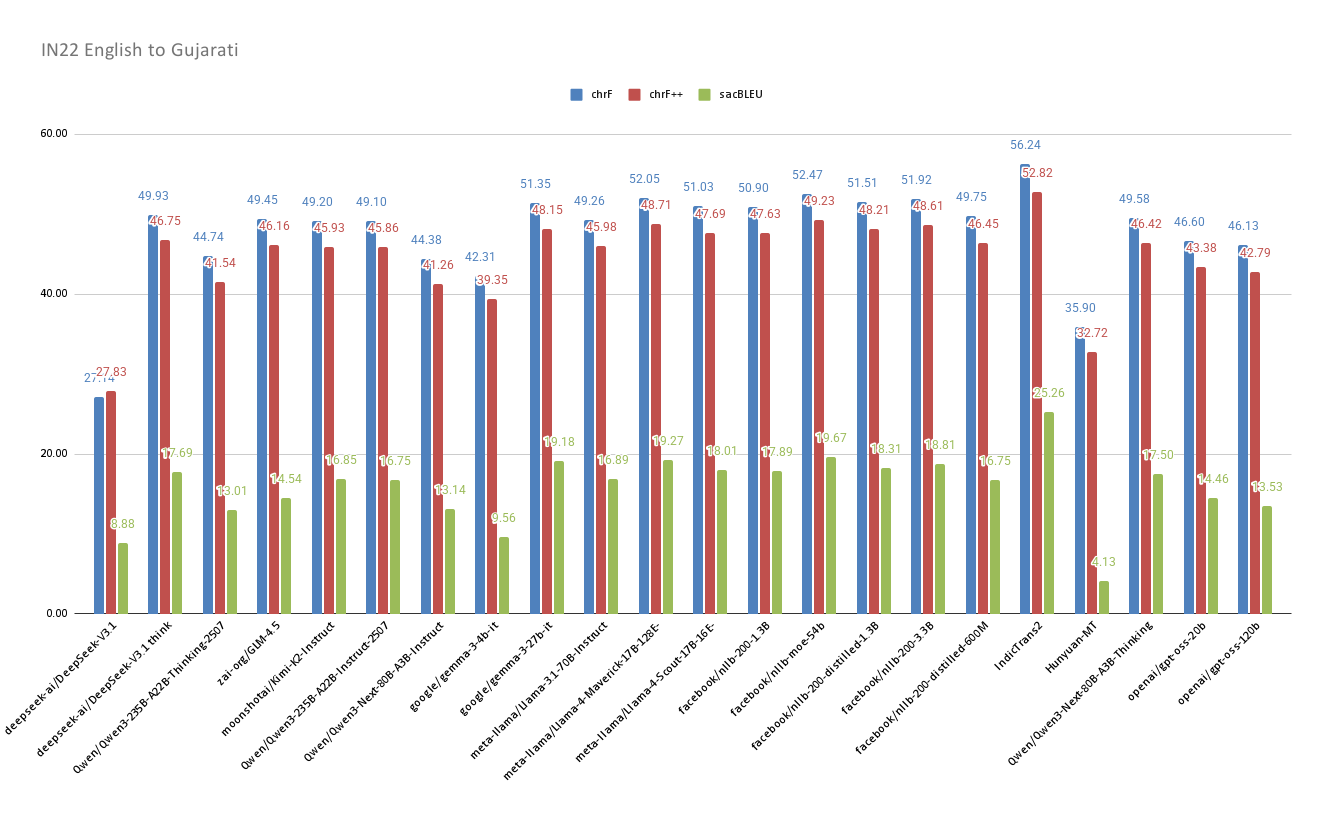 IN22 English to Gujarati
chrF chrF++ sacBLEU
60.00
40.00
20.00
0.00
27.14 27.83 8.88
49.93 46.75 17.69
44.74 41.54 13.01
49.45 46.16 14.54
49.20 45.93 16.85
49.10 45.86 16.75
44.38 41.26 13.14
42.31 39.35 9.56
51.35 48.15 19.18
49.26 45.98 16.89
52.05 48.71 19.27
51.03 47.69 18.01
50.90 47.63 17.89
52.47 49.23 19.67
51.51 48.21 18.31
51.92 48.61 18.81
49.75 46.45 16.75
56.24 52.82 25.26
35.90 32.72 4.13
49.58 46.42 17.50
46.60 43.38 14.46
46.13 42.79 13.53
deepseek-ai/DeepSeek-V3.1
deepseek-ai/DeepSeek-V3.1 think
Qwen/Qwen3-235B-A22B-Thinking-2507
zai-org/GLM-4.5
moonshotai/Kimi-K2-Instruct
Qwen/Qwen3-235B-A22B-Instruct-2507
Qwen/Qwen3-Next-80B-A3B-Instruct
google/gemma-3-4b-it
google/gemma-3-27b-it
meta-llama/Llama-3.1-70B-Instuct
meta-llama/Llama-4-Maverick-17B-128E-
meta-llama/Llama-4-Scout-17B-16E-
facebook/nllb-200-1.3B
facebook/nllb-moe-54b
facebook/nllb-200-distilled-1.3B
facebook/nllb-200-3.3B
facebook/nllb-200-distilled-600M
IndicTrans2
Hunyuan-MT
Qwen/Qwen3-Next-80B-A3B-Thinking
openai/gpt-oss-20b
openai/gpt-oss-120b